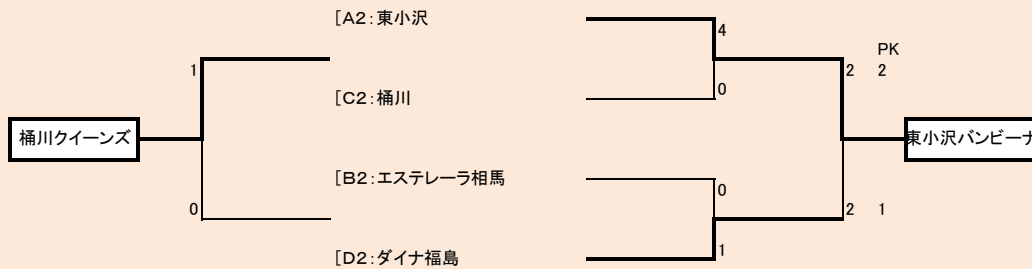 [A2:東小沢
4
PK
1
2 2
[C2:桶川
0
桶川クイーンズ
東小沢バンビーナ
[B2:エステレーラ相馬
0
0
2 1
[D2:ダイナ福島
1